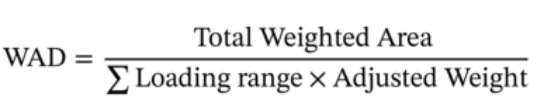 WAD = Total Weighted Area / ∑ Loading range × Adjusted Weight